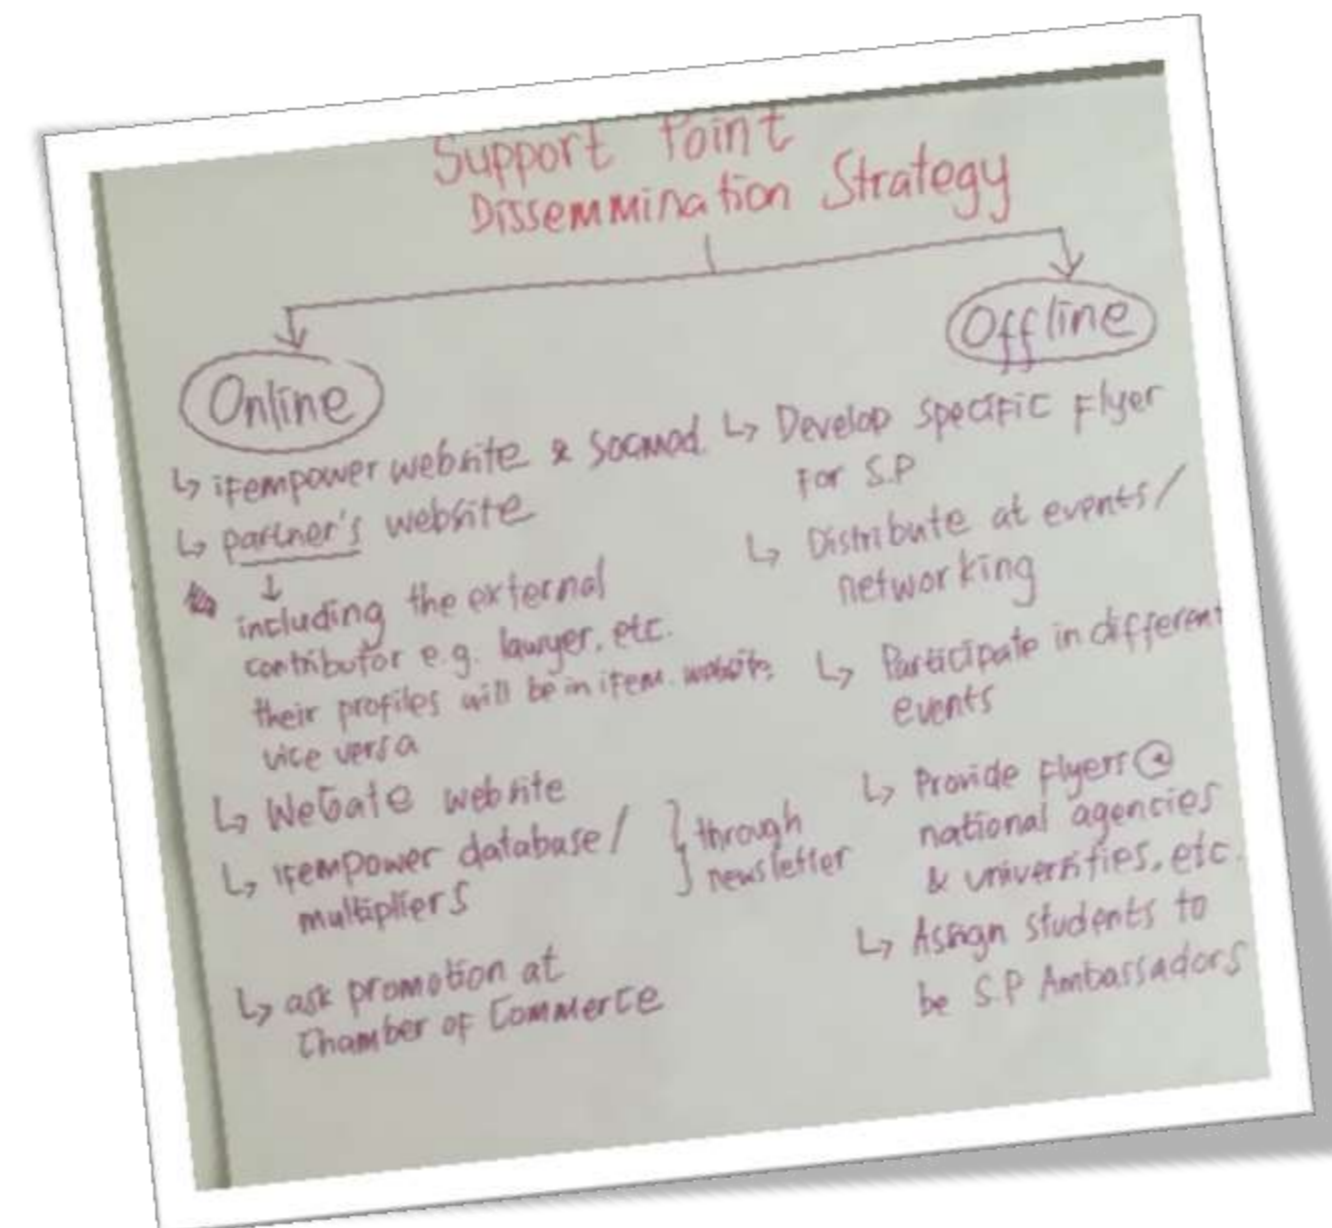 Support Point
Dissemmination Strategy
Online
↳ ifempower website & socmed.
↳ partner's website
↓
including the external
contributor e.g. lawyer, etc.
their profiles will be in ifem. website
vice versa
↳ WeGate website
↳ ifempower database/
multipliers
} through
newsletter
↳ ask promotion at
Chamber of Commerce
Offline
↳ Develop specific flyer
for S.P
↳ Distribute at events/
networking
↳ Participate in different
events
↳ Provide flyers @
national agencies
& universities, etc.
↳ Assign students to
be S.P Ambassadors